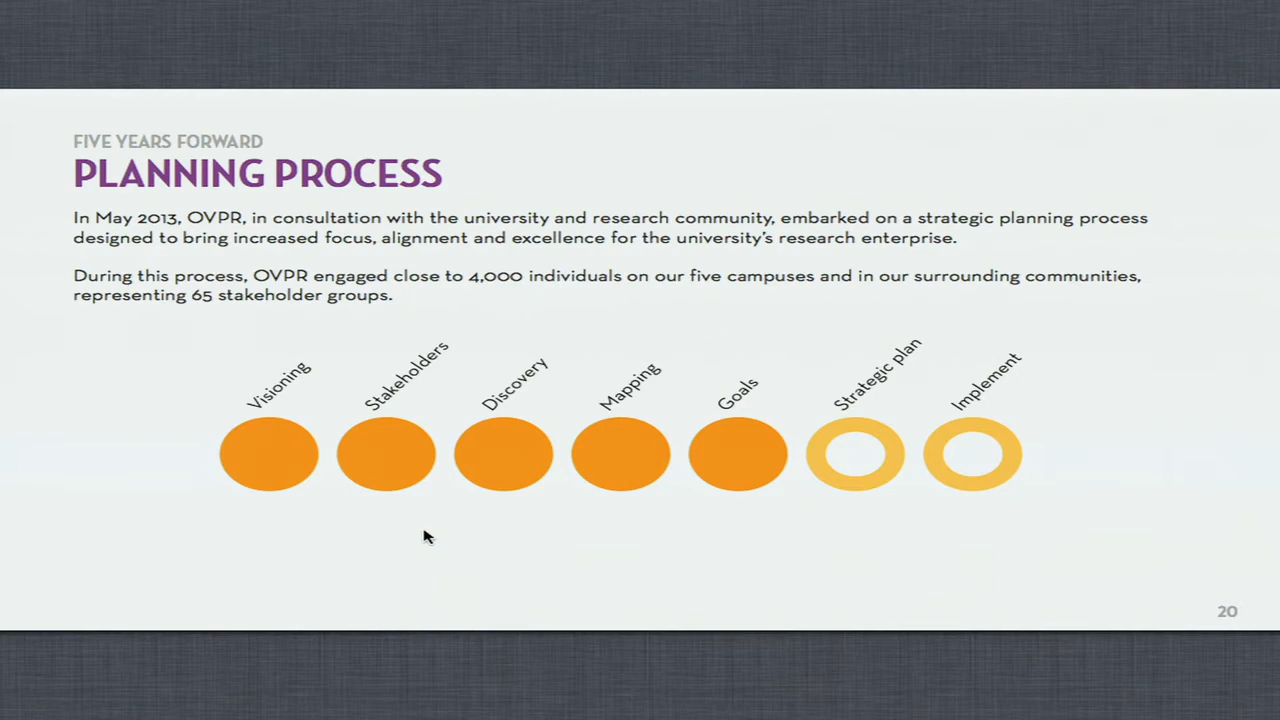 FIVE YEARS FORWARD
PLANNING PROCESS
In May 2013, OVPR, in consultation with the university and research community, embarked on a strategic planning process
designed to bring increased focus, alignment and excellence for the university's research enterprise.
During this process, OVPR engaged close to 4,000 individuals on our five campuses and in our surrounding communities,
representing 65 stakeholder groups.
Visioning
Stakeholders
Discovery
Mapping
Goals
Strategic plan
Implement
20